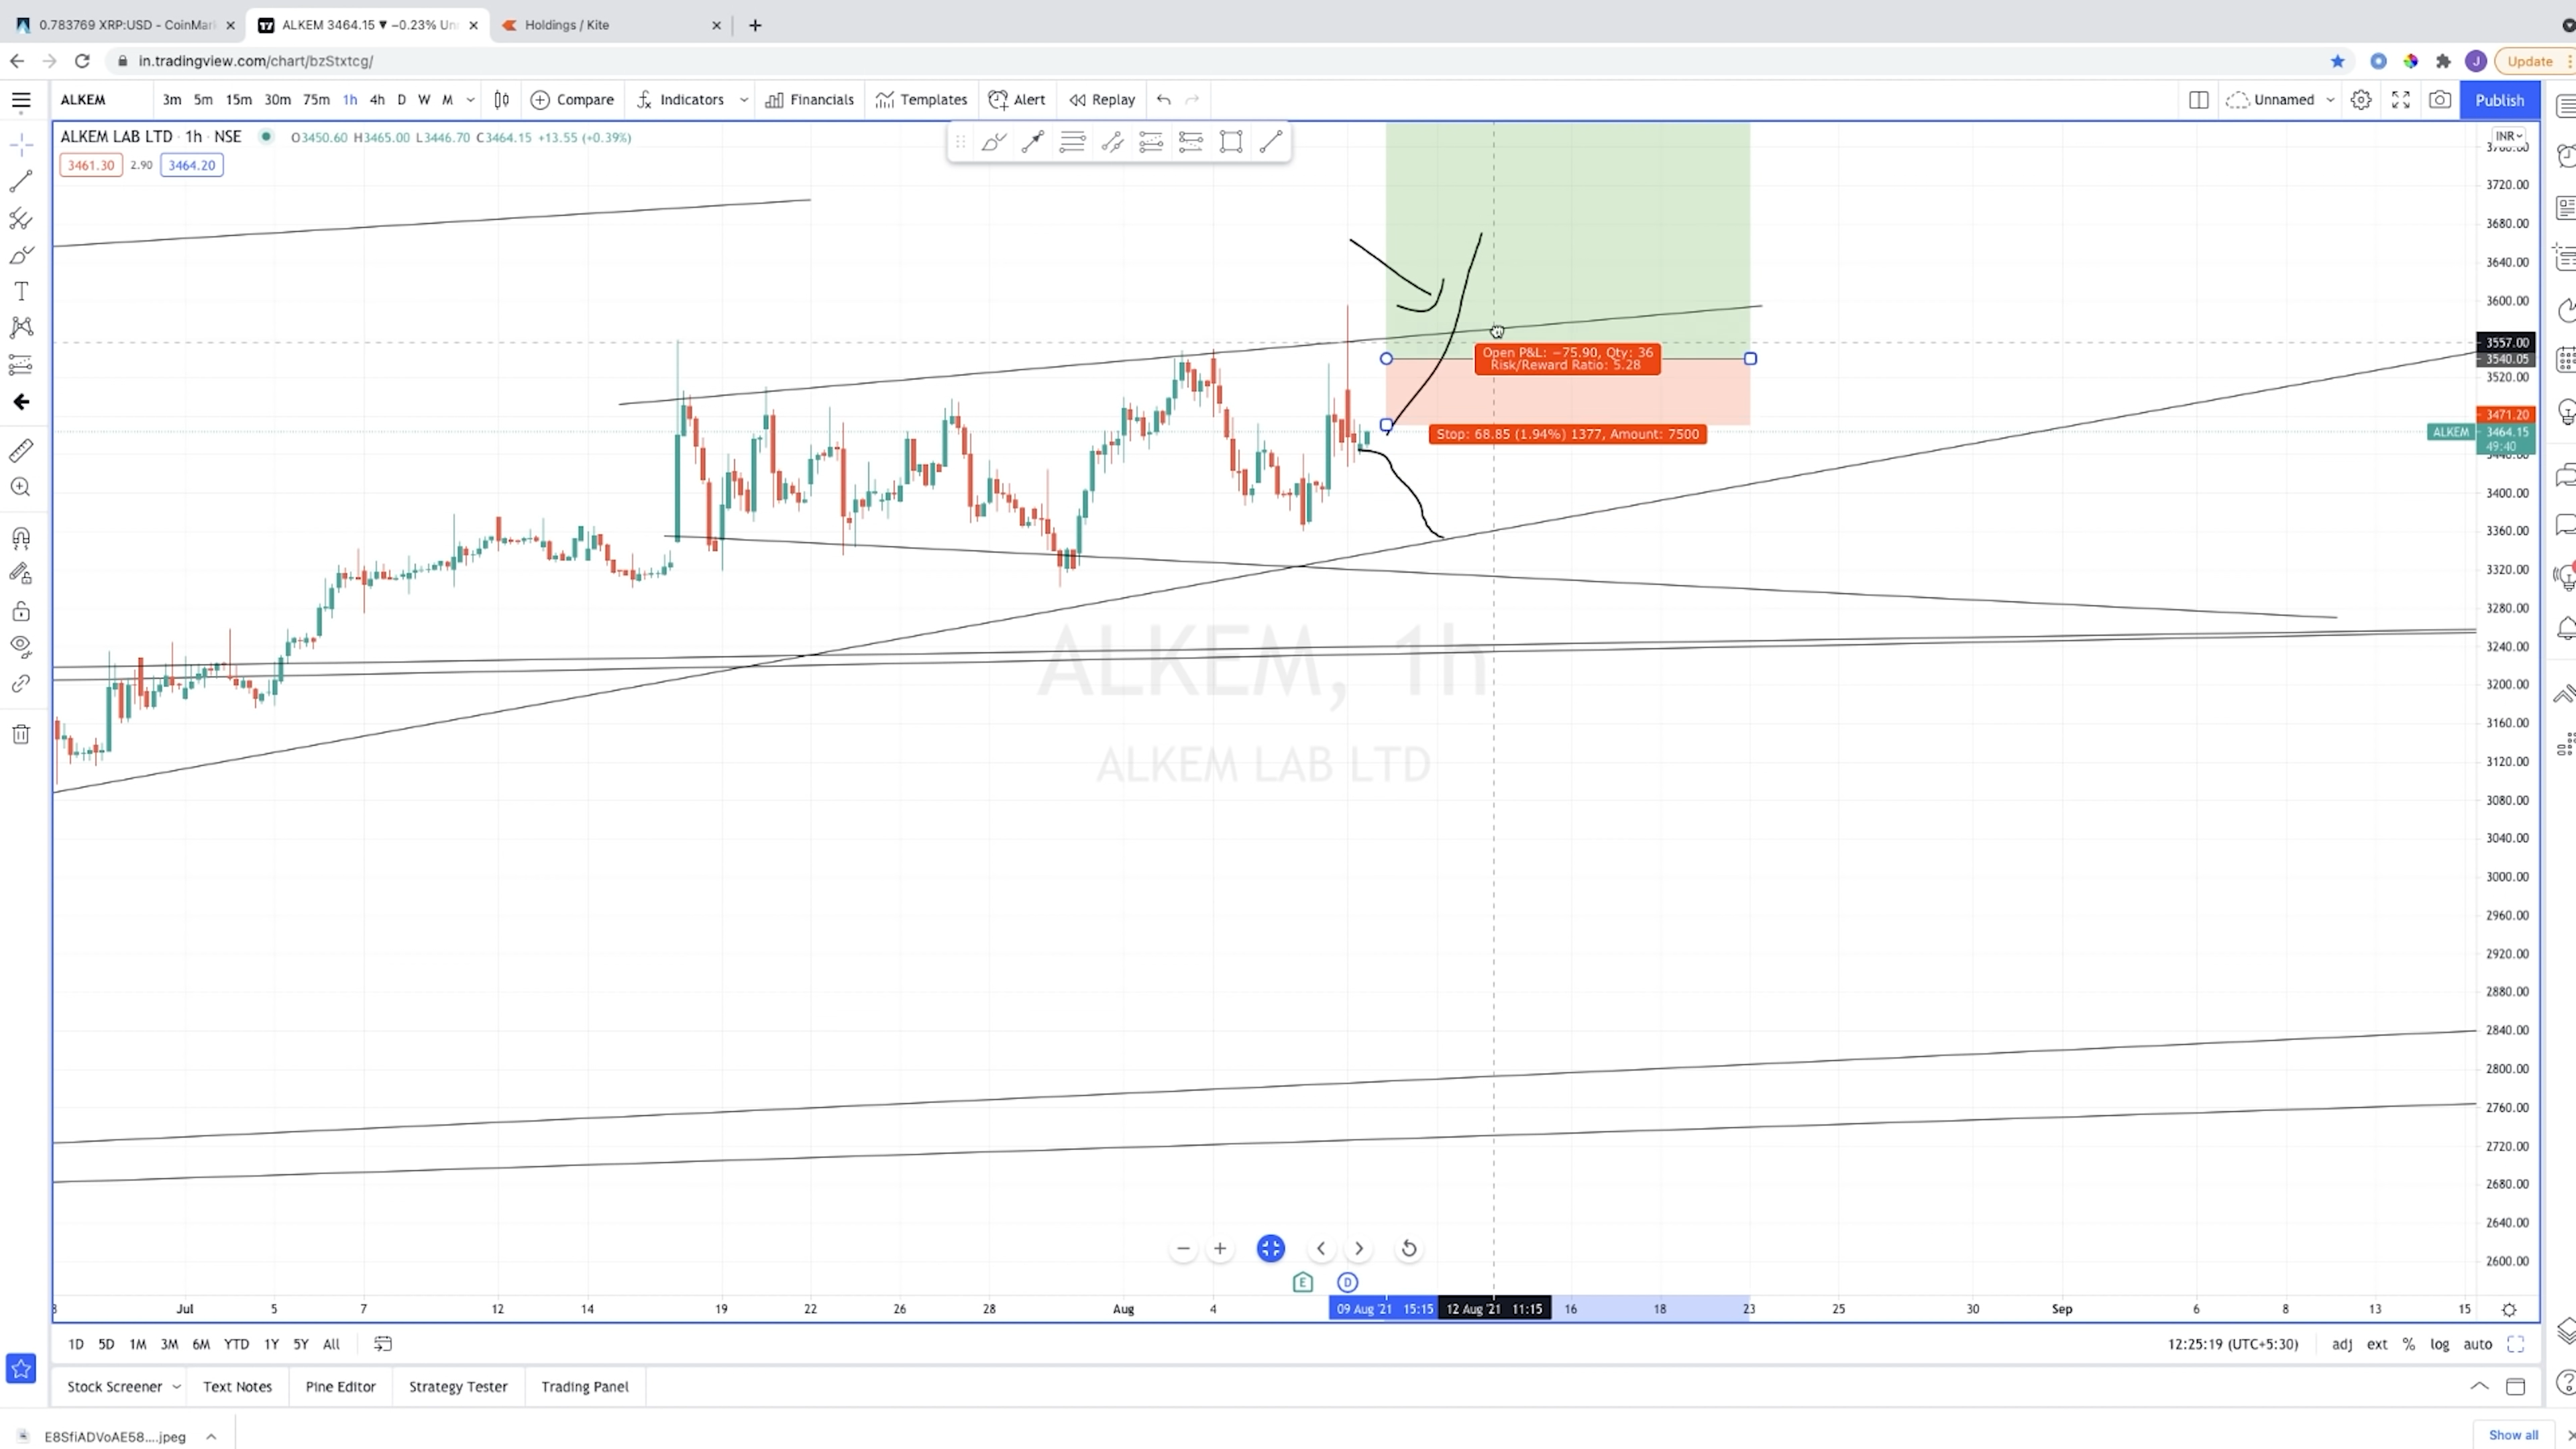 0.783769 XRP:USD - CoinMar
ALKEM 3464.15 ▼ −0.23% Un
Holdings / Kite
in.tradingview.com/chart/bzStxtcg/
J
Update
ALKEM
3m 5m 15m 30m 75m 1h 4h D W M
Compare
Indicators
Financials
Templates
Alert
Replay
Unnamed
Publish
ALKEM LAB LTD · 1h · NSE
O3450.60 H3465.00 L3446.70 C3464.15 +13.55 (+0.39%)
3461.30 2.90 3464.20
INR
3760.00
3720.00
3680.00
3640.00
3600.00
3557.00
3540.05
3520.00
3471.20
ALKEM 3464.15
49:40
3440.00
3400.00
3360.00
3320.00
3280.00
3240.00
3200.00
3160.00
3120.00
3080.00
3040.00
3000.00
2960.00
2920.00
2880.00
2840.00
2800.00
2760.00
2720.00
2680.00
2640.00
2600.00
Open P&L: −75.90, Qty: 36
Risk/Reward Ratio: 5.28
Stop: 68.85 (1.94%) 1377, Amount: 7500
ALKEM, 1h
ALKEM LAB LTD
T
E D
Jul 5 7 12 14 19 22 26 28 Aug 4 09 Aug '21 15:15 12 Aug '21 11:15 16 18 23 25 30 Sep 6 8 13 15
1D 5D 1M 3M 6M YTD 1Y 5Y All
12:25:19 (UTC+5:30) adj ext % log auto
Stock Screener Text Notes Pine Editor Strategy Tester Trading Panel
E8SfiADVoAE58....jpeg
Show all